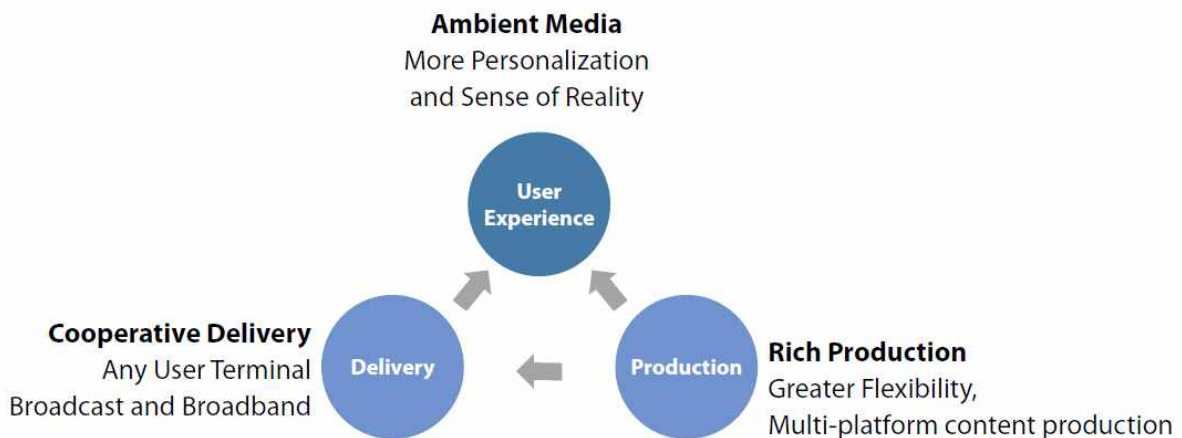 Ambient Media
More Personalization
and Sense of Reality
User
Experience
Cooperative Delivery
Any User Terminal
Broadcast and Broadband
Delivery
Production
Rich Production
Greater Flexibility,
Multi-platform content production